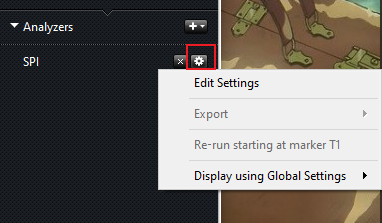 Analyzers
SPI
Edit Settings
Export
Re-run starting at marker T1
Display using Global Settings